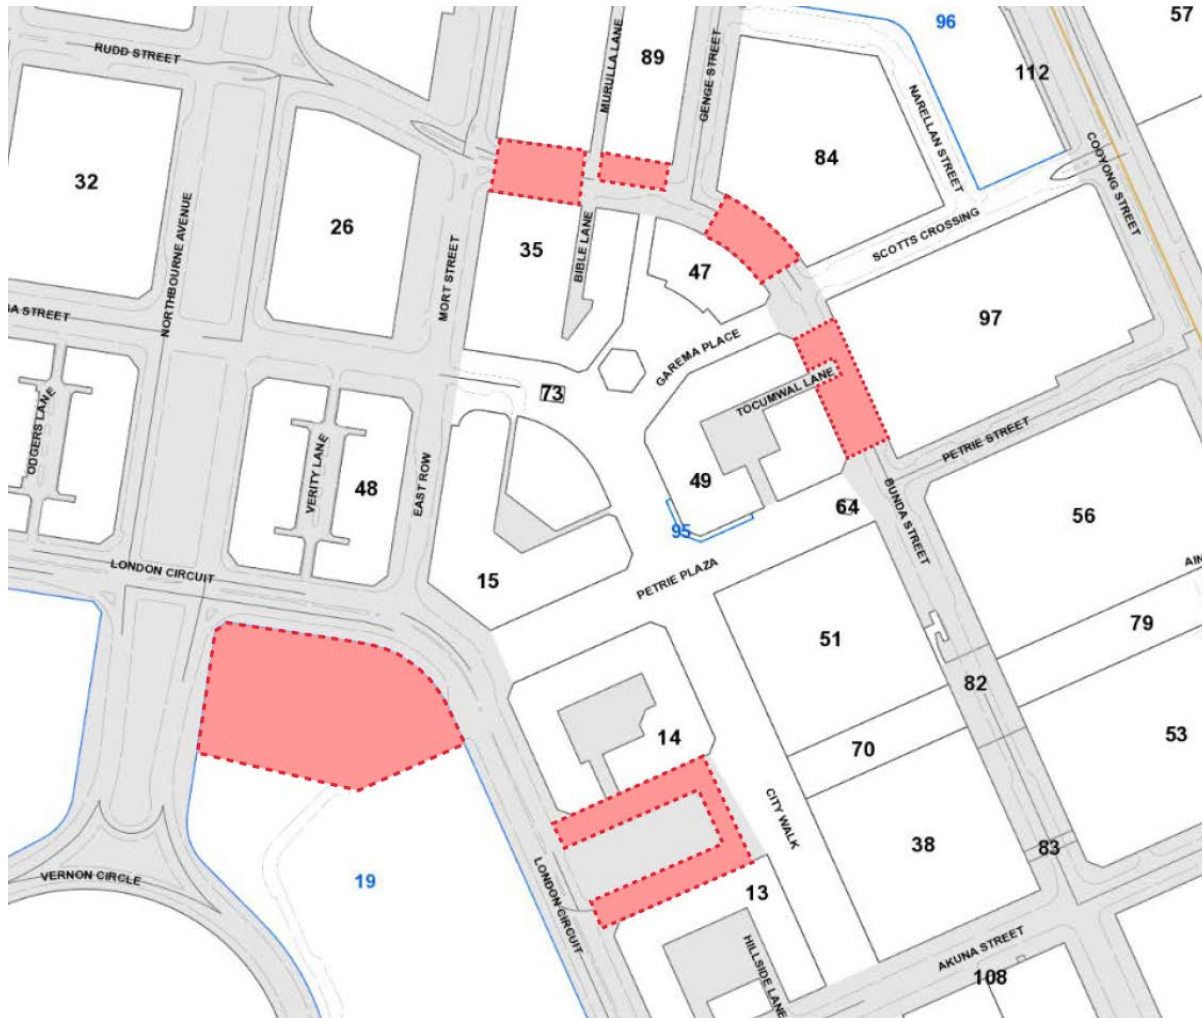 57
96
89
112
MURULLA LANE
GENGE STREET
RUDD STREET
NARELLAN STREET
COOYONG STREET
32
84
26
NORTHBOURNE AVENUE
MORT STREET
35
BIBLE LANE
SCOTTS CROSSING
47
97
GAREMA PLACE
73
TOCUMWAL LANE
ODGERS LANE
VERITY LANE
48
EAST ROW
PETRIE STREET
49
64
BUNDA STREET
56
95
LONDON CIRCUIT
15
PETRIE PLAZA
79
51
82
14
53
70
CITY WALK
38
83
VERNON CIRCLE
19
LONDON CIRCUIT
13
HILLSIDE LANE
AKUNA STREET
108